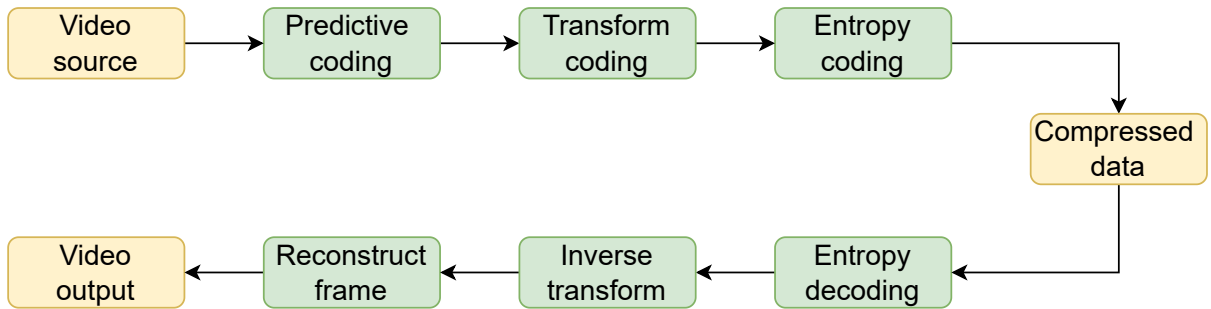 Video
source
Predictive
coding
Transform
coding
Entropy
coding
Compressed
data
Video
output
Reconstruct
frame
Inverse
transform
Entropy
decoding